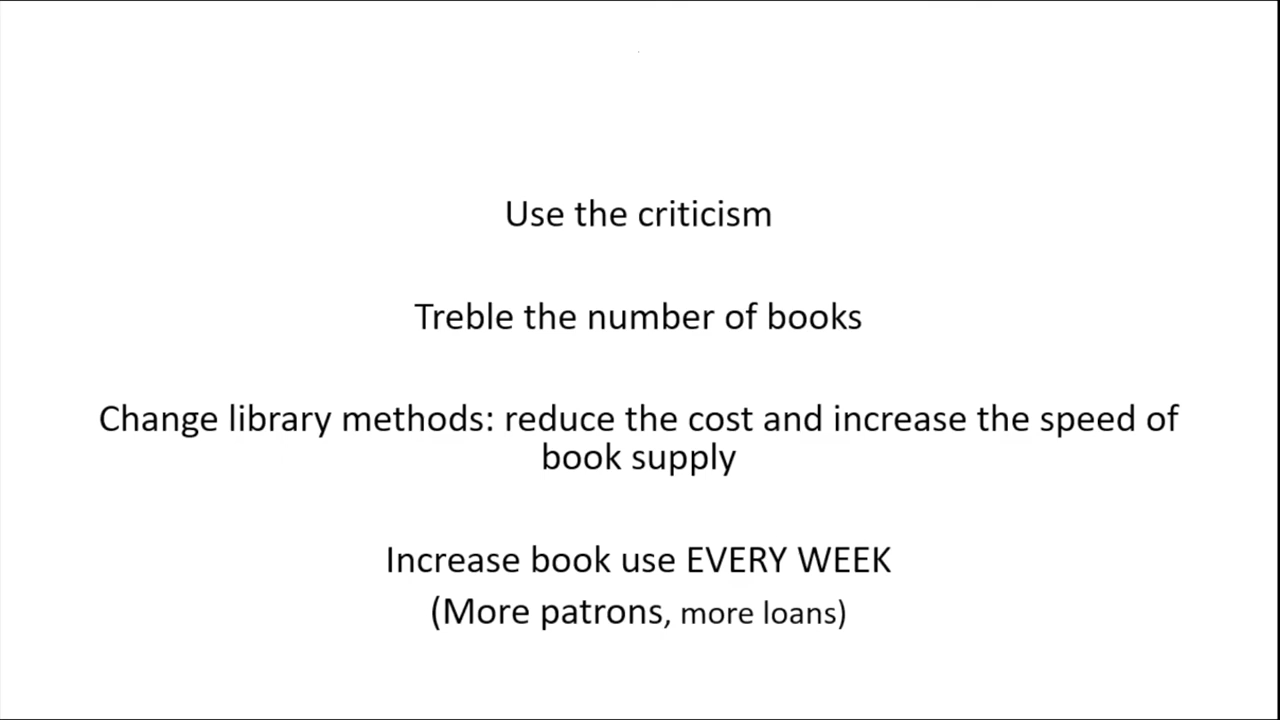 Use the criticism
Treble the number of books
Change library methods: reduce the cost and increase the speed of
book supply
Increase book use EVERY WEEK
(More patrons, more loans)